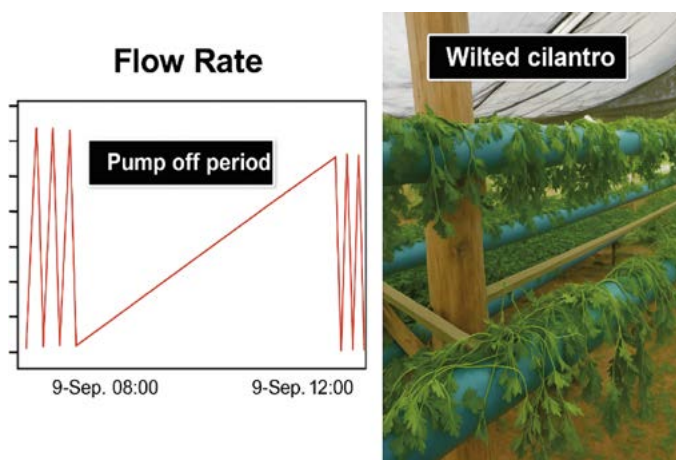 Flow Rate
Pump off period
9-Sep. 08:00
9-Sep. 12:00
Wilted cilantro